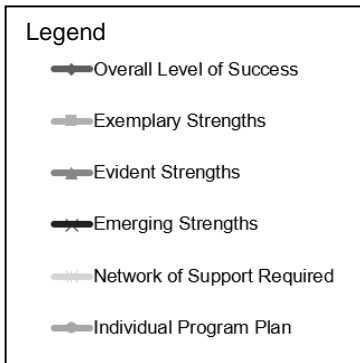 Legend
Overall Level of Success
Exemplary Strengths
Evident Strengths
Emerging Strengths
Network of Support Required
Individual Program Plan